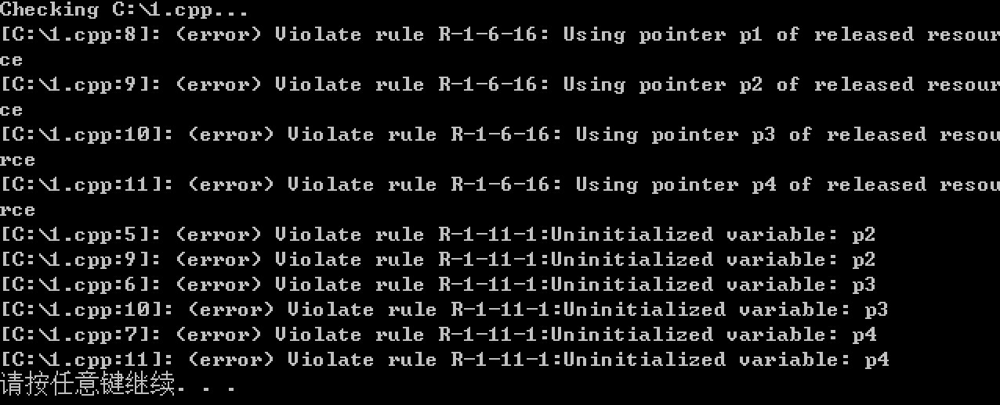 Checking C:\1.cpp...
[C:\1.cpp:8]: (error) Violate rule R-1-6-16: Using pointer p1 of released resour
ce
[C:\1.cpp:9]: (error) Violate rule R-1-6-16: Using pointer p2 of released resour
ce
[C:\1.cpp:10]: (error) Violate rule R-1-6-16: Using pointer p3 of released resou
rce
[C:\1.cpp:11]: (error) Violate rule R-1-6-16: Using pointer p4 of released resou
rce
[C:\1.cpp:5]: (error) Violate rule R-1-11-1:Uninitialized variable: p2
[C:\1.cpp:9]: (error) Violate rule R-1-11-1:Uninitialized variable: p2
[C:\1.cpp:6]: (error) Violate rule R-1-11-1:Uninitialized variable: p3
[C:\1.cpp:10]: (error) Violate rule R-1-11-1:Uninitialized variable: p3
[C:\1.cpp:7]: (error) Violate rule R-1-11-1:Uninitialized variable: p4
[C:\1.cpp:11]: (error) Violate rule R-1-11-1:Uninitialized variable: p4
请按任意键继续. . .